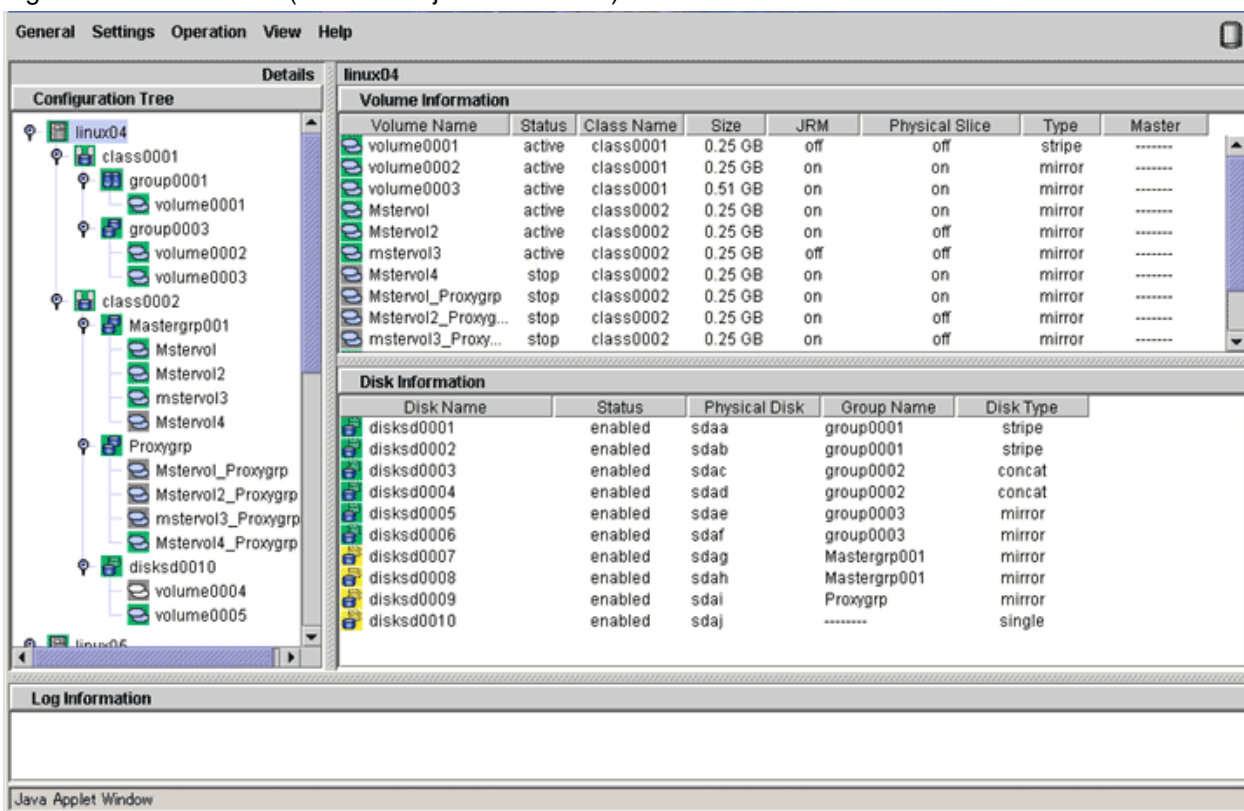 General Settings Operation View Help
Details
Configuration Tree
linux04
class0001
group0001
volume0001
group0003
volume0002
volume0003
class0002
Mastergrp001
Mstervol
Mstervol2
mstervol3
Mstervol4
Proxygrp
Mstervol_Proxygrp
Mstervol2_Proxygrp
mstervol3_Proxygrp
Mstervol4_Proxygrp
disksd0010
volume0004
volume0005
linux04
Volume Information
Volume Name Status Class Name Size JRM Physical Slice Type Master
volume0001 active class0001 0.25 GB off off stripe -------
volume0002 active class0001 0.25 GB on on mirror -------
volume0003 active class0001 0.51 GB on on mirror -------
Mstervol active class0002 0.25 GB on on mirror -------
Mstervol2 active class0002 0.25 GB on off mirror -------
mstervol3 active class0002 0.25 GB off off mirror -------
Mstervol4 stop class0002 0.25 GB on on mirror -------
Mstervol_Proxygrp stop class0002 0.25 GB on on mirror -------
Mstervol2_Proxyg... stop class0002 0.25 GB on off mirror -------
mstervol3_Proxy... stop class0002 0.25 GB on off mirror -------
Disk Information
Disk Name Status Physical Disk Group Name Disk Type
disksd0001 enabled sdaa group0001 stripe
disksd0002 enabled sdab group0001 stripe
disksd0003 enabled sdac group0002 concat
disksd0004 enabled sdad group0002 concat
disksd0005 enabled sdae group0003 mirror
disksd0006 enabled sdaf group0003 mirror
disksd0007 enabled sdag Mastergrp001 mirror
disksd0008 enabled sdah Mastergrp001 mirror
disksd0009 enabled sdai Proxygrp mirror
disksd0010 enabled sdaj -------- single
Log Information
Java Applet Window